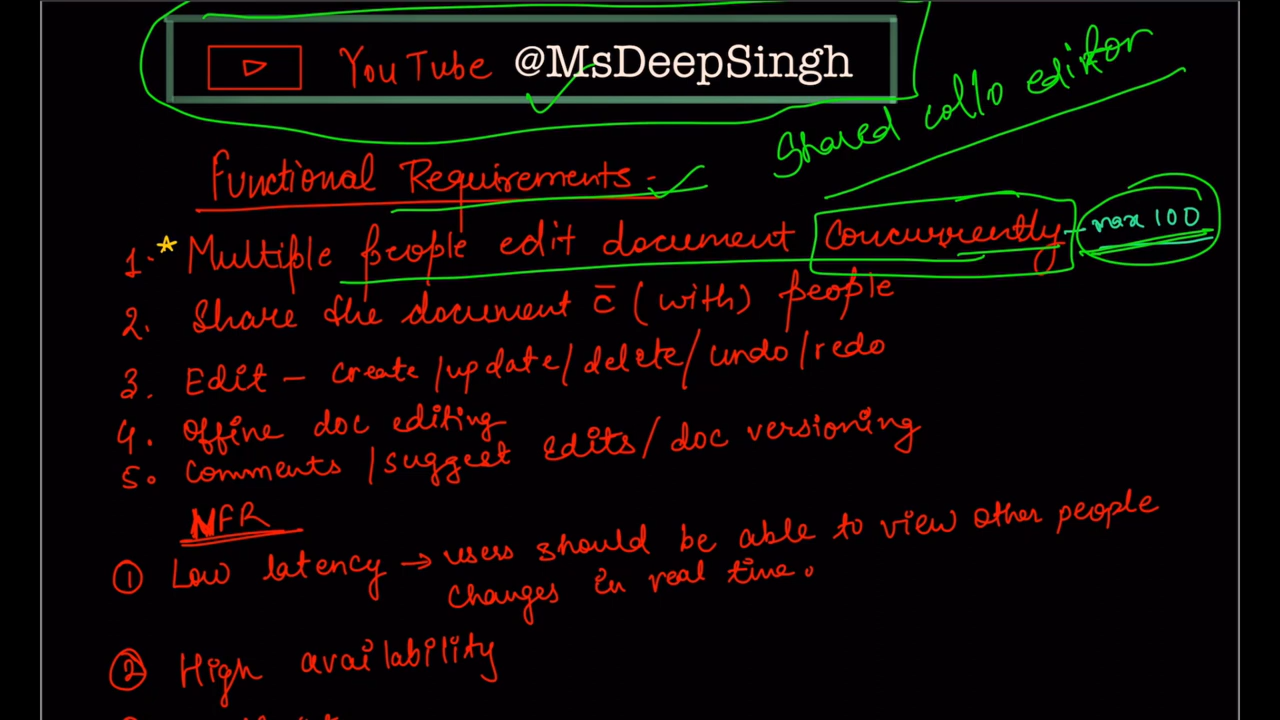 YouTube @MsDeepSingh
Shared collo editor
Functional Requirements -
1. * Multiple people edit document Concurrently - max 100
2. Share the document c̄ (with) people
3. Edit - create/update/delete/undo/redo
4. Offine doc editing
5. Comments/suggest edits/doc versioning
NFR
① Low latency → users should be able to view other people
changes in real time.
② High availability